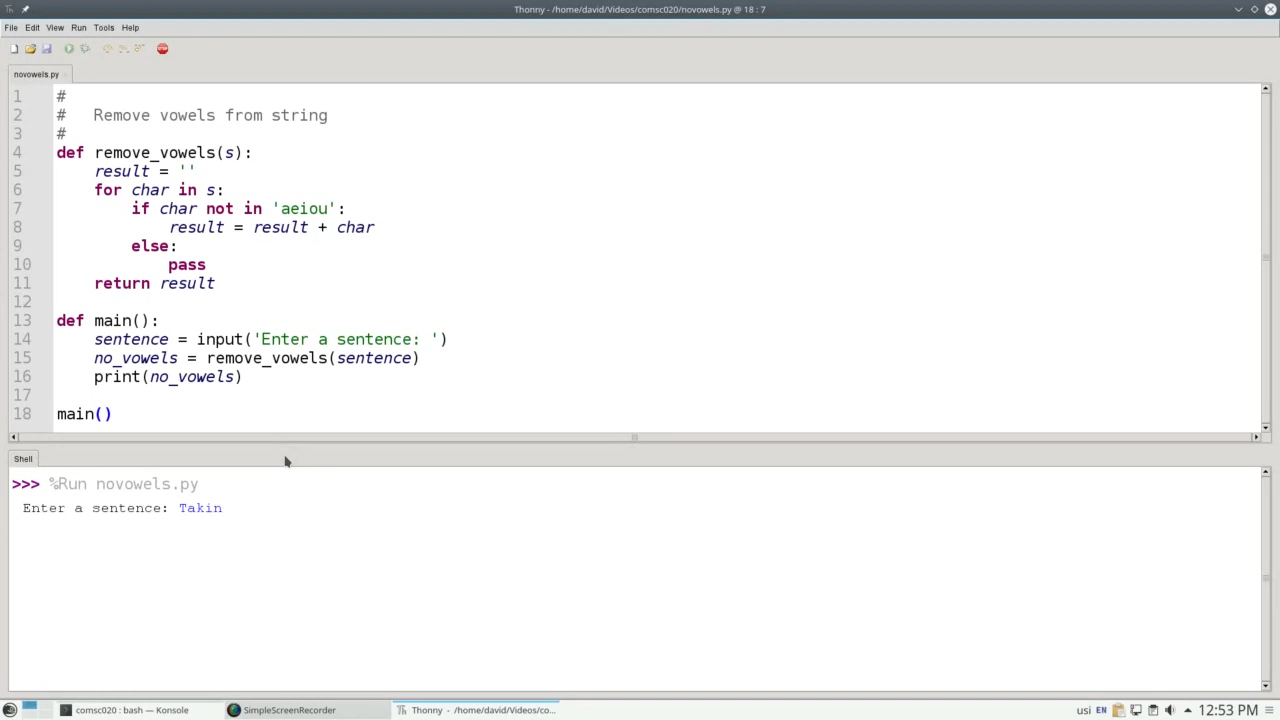 Thonny - /home/david/Videos/comsc020/novowels.py @ 18 : 7
File Edit View Run Tools Help
novowels.py
1 #
2 #   Remove vowels from string
3 #
4 def remove_vowels(s):
5     result = ''
6     for char in s:
7         if char not in 'aeiou':
8             result = result + char
9         else:
10             pass
11     return result
12
13 def main():
14     sentence = input('Enter a sentence: ')
15     no_vowels = remove_vowels(sentence)
16     print(no_vowels)
17
18 main()
Shell
>>> %Run novowels.py
Enter a sentence: Takin
comsc020 : bash — Konsole SimpleScreenRecorder Thonny - /home/david/Videos/co... usi EN 12:53 PM